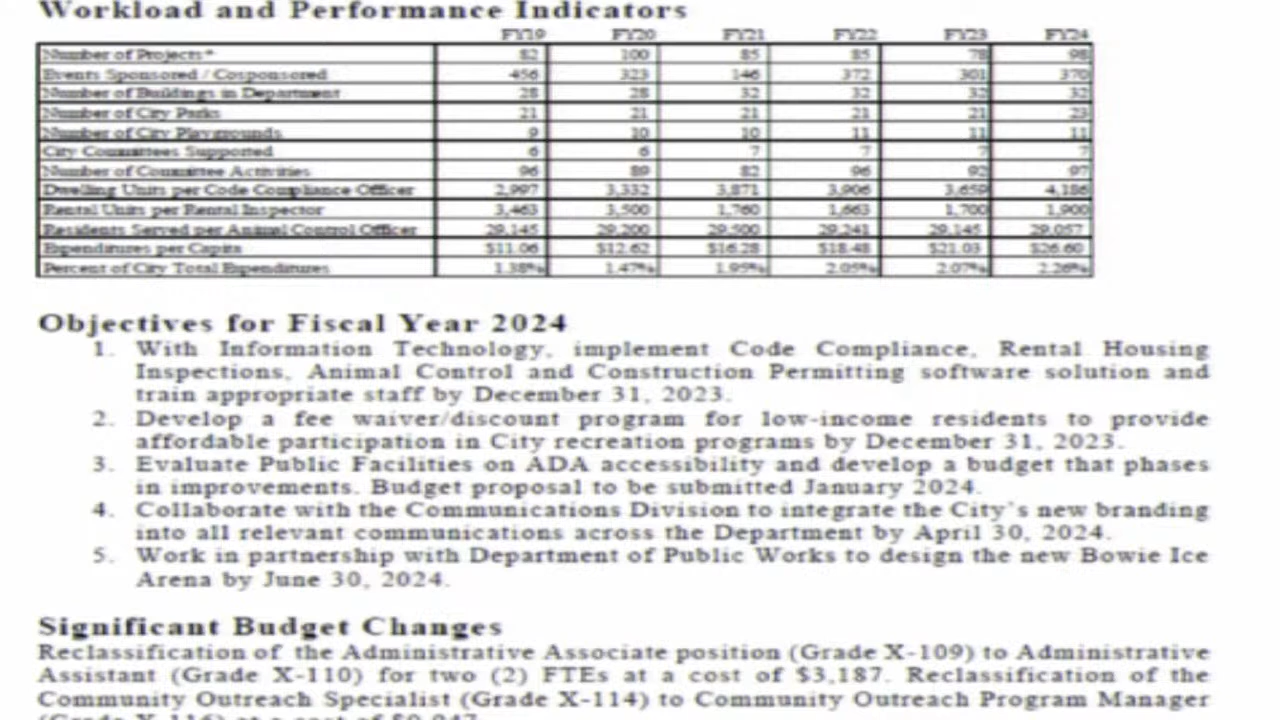 Workload and Performance Indicators
FY19 FY20 FY21 FY22 FY23 FY24
Number of Projects* 82 100 85 85 78 98
Events Sponsored / Cosponsored 456 323 146 372 301 370
Number of Buildings in Department 28 28 32 32 32 32
Number of City Parks 21 21 21 21 21 23
Number of City Playgrounds 9 10 10 11 11 11
City Committees Supported 6 6 7 7 7 7
Number of Committee Activities 96 89 82 96 92 97
Dwelling Units per Code Compliance Officer 2,997 3,332 3,871 3,906 3,659 4,186
Rental Units per Rental Inspector 3,463 3,500 1,760 1,663 1,700 1,900
Residents Served per Animal Control Officer 29,145 29,200 29,500 29,241 29,145 29,057
Expenditures per Capita $11.06 $12.62 $16.28 $18.48 $21.03 $26.60
Percent of City Total Expenditures 1.38% 1.47% 1.95% 2.05% 2.07% 2.26%
Objectives for Fiscal Year 2024
1. With Information Technology, implement Code Compliance, Rental Housing
Inspections, Animal Control and Construction Permitting software solution and
train appropriate staff by December 31, 2023.
2. Develop a fee waiver/discount program for low-income residents to provide
affordable participation in City recreation programs by December 31, 2023.
3. Evaluate Public Facilities on ADA accessibility and develop a budget that phases
in improvements. Budget proposal to be submitted January 2024.
4. Collaborate with the Communications Division to integrate the City's new branding
into all relevant communications across the Department by April 30, 2024.
5. Work in partnership with Department of Public Works to design the new Bowie Ice
Arena by June 30, 2024.
Significant Budget Changes
Reclassification of the Administrative Associate position (Grade X-109) to Administrative
Assistant (Grade X-110) for two (2) FTEs at a cost of $3,187. Reclassification of the
Community Outreach Specialist (Grade X-114) to Community Outreach Program Manager
(Grade X-116) at a cost of